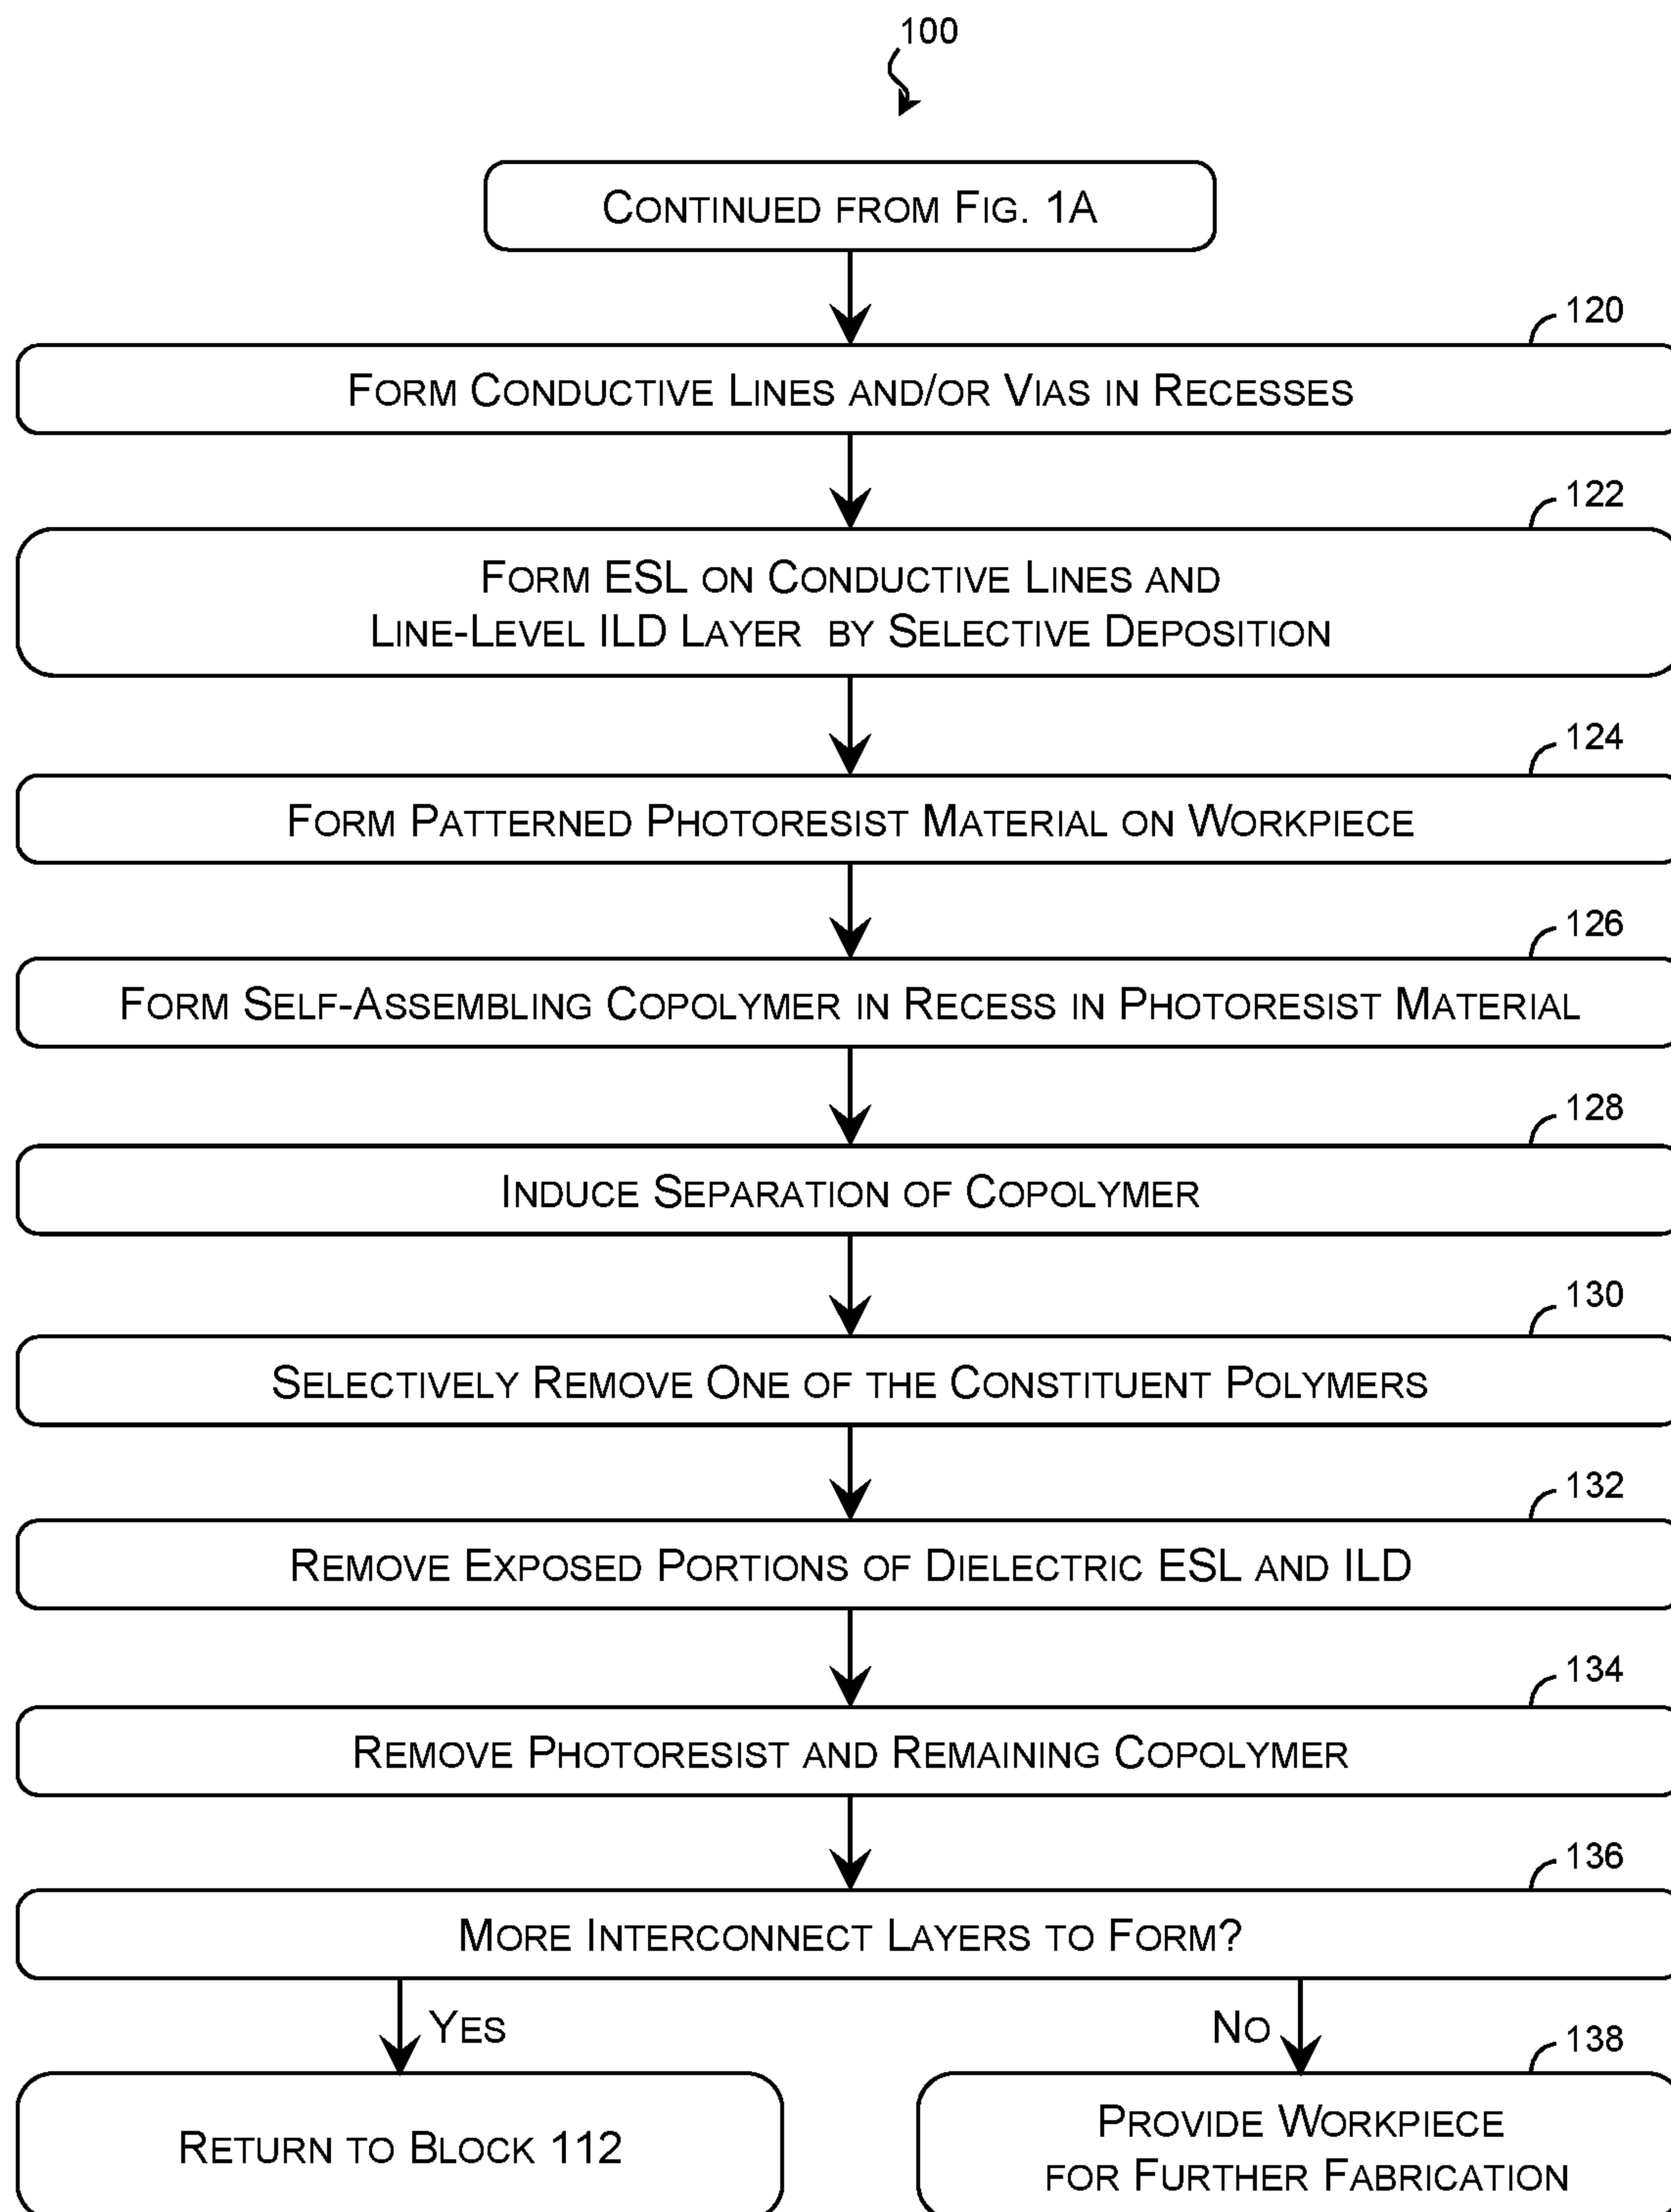 100
Continued from Fig. 1A
120
Form Conductive Lines and/or Vias in Recesses
122
Form ESL on Conductive Lines and
Line-Level ILD Layer by Selective Deposition
124
Form Patterned Photoresist Material on Workpiece
126
Form Self-Assembling Copolymer in Recess in Photoresist Material
128
Induce Separation of Copolymer
130
Selectively Remove One of the Constituent Polymers
132
Remove Exposed Portions of Dielectric ESL and ILD
134
Remove Photoresist and Remaining Copolymer
136
More Interconnect Layers to Form?
Yes
No
138
Return to Block 112
Provide Workpiece
for Further Fabrication